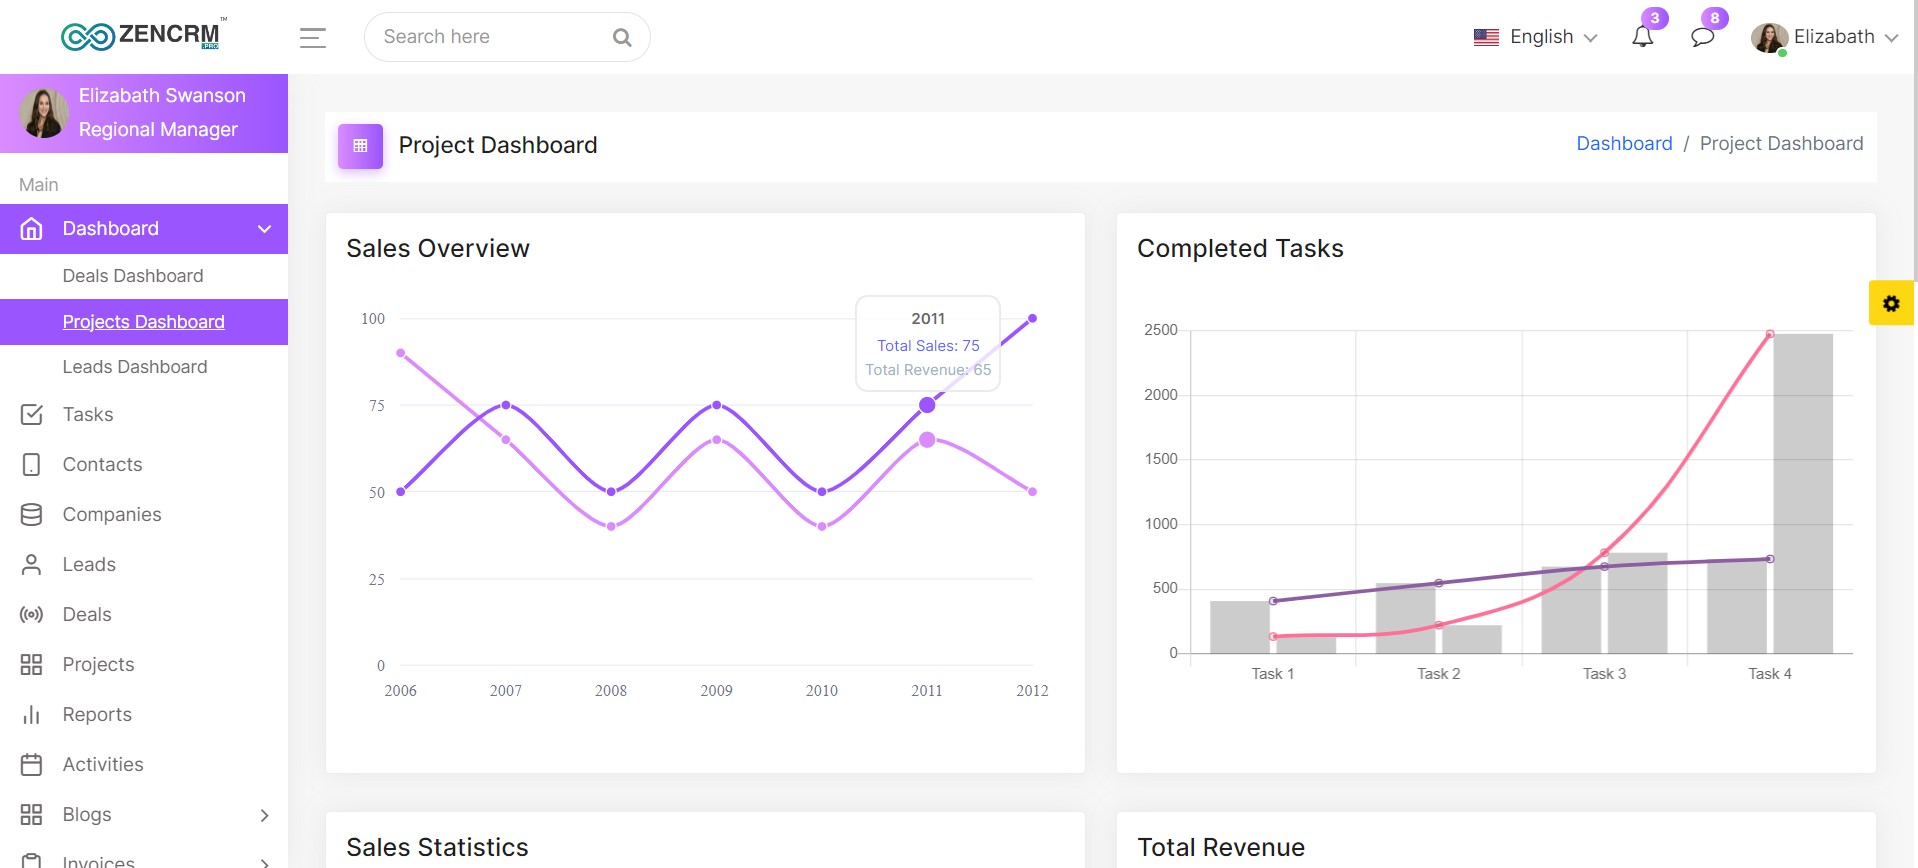 ZENCRM™
.PRO
Search here
English
3
8
Elizabath
Elizabath Swanson
Regional Manager
Main
Dashboard
Deals Dashboard
Projects Dashboard
Leads Dashboard
Tasks
Contacts
Companies
Leads
Deals
Projects
Reports
Activities
Blogs
Invoices
Project Dashboard
Dashboard / Project Dashboard
Sales Overview
100
75
50
25
0
2006 2007 2008 2009 2010 2011 2012
2011
Total Sales: 75
Total Revenue: 65
Completed Tasks
2500
2000
1500
1000
500
0
Task 1 Task 2 Task 3 Task 4
Sales Statistics
Total Revenue